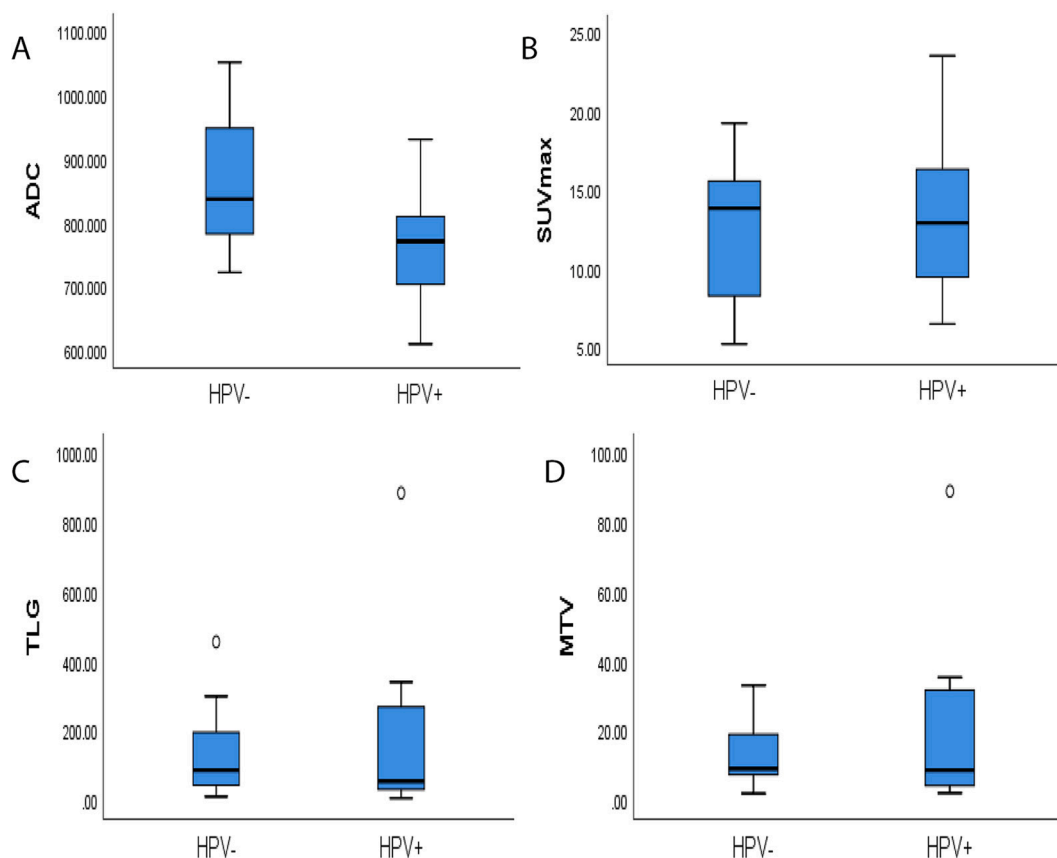 A
ADC
1100.000
1000.000
900.000
800.000
700.000
600.000
HPV-
HPV+
B
SUVmax
25.00
20.00
15.00
10.00
5.00
HPV-
HPV+
C
TLG
1000.00
800.00
600.00
400.00
200.00
.00
HPV-
HPV+
D
MTV
100.00
80.00
60.00
40.00
20.00
.00
HPV-
HPV+